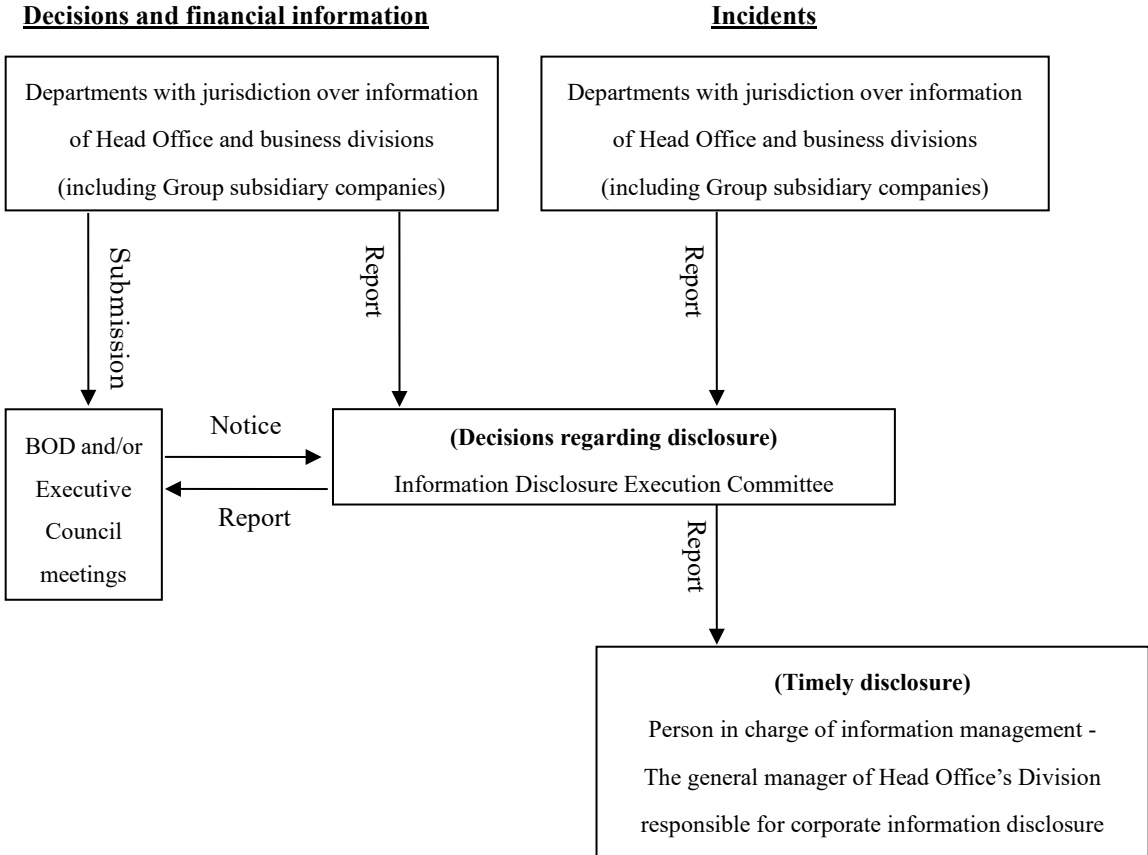 Decisions and financial information
Incidents
Departments with jurisdiction over information
of Head Office and business divisions
(including Group subsidiary companies)
Departments with jurisdiction over information
of Head Office and business divisions
(including Group subsidiary companies)
Submission
Report
Report
BOD and/or
Executive
Council
meetings
Notice
Report
(Decisions regarding disclosure)
Information Disclosure Execution Committee
Report
(Timely disclosure)
Person in charge of information management -
The general manager of Head Office’s Division
responsible for corporate information disclosure